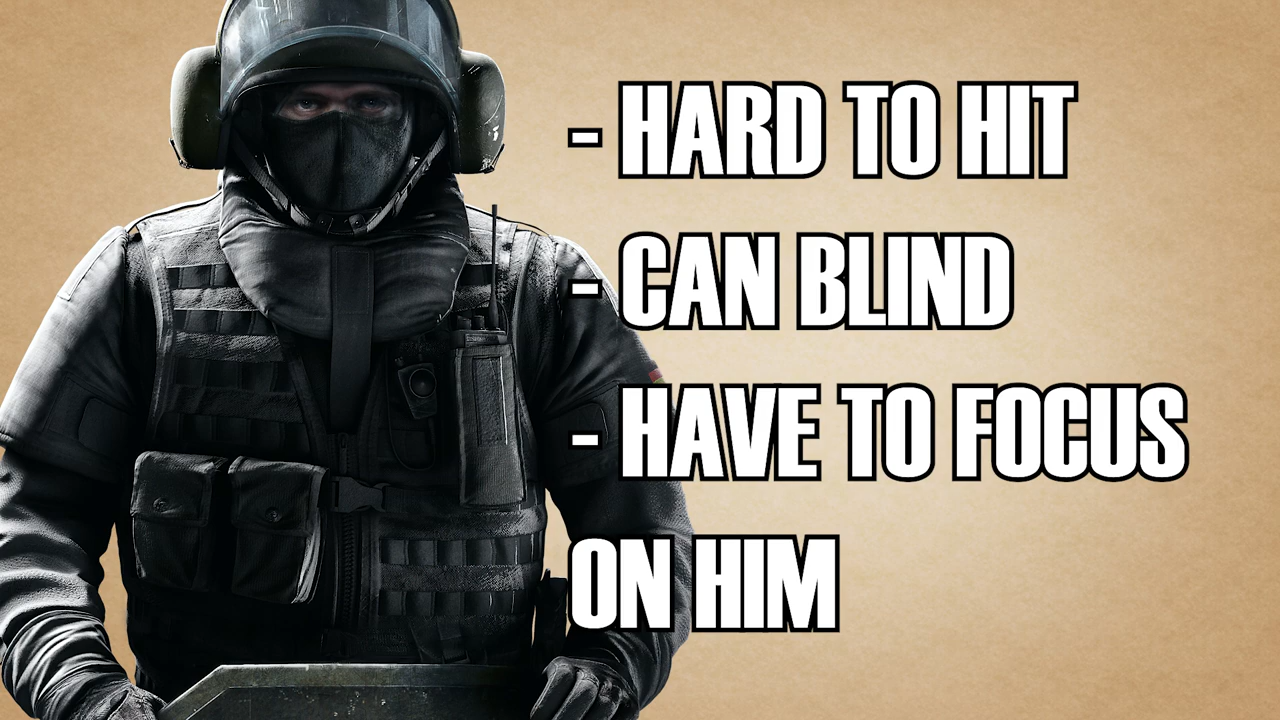 - HARD TO HIT
- CAN BLIND
- HAVE TO FOCUS
ON HIM